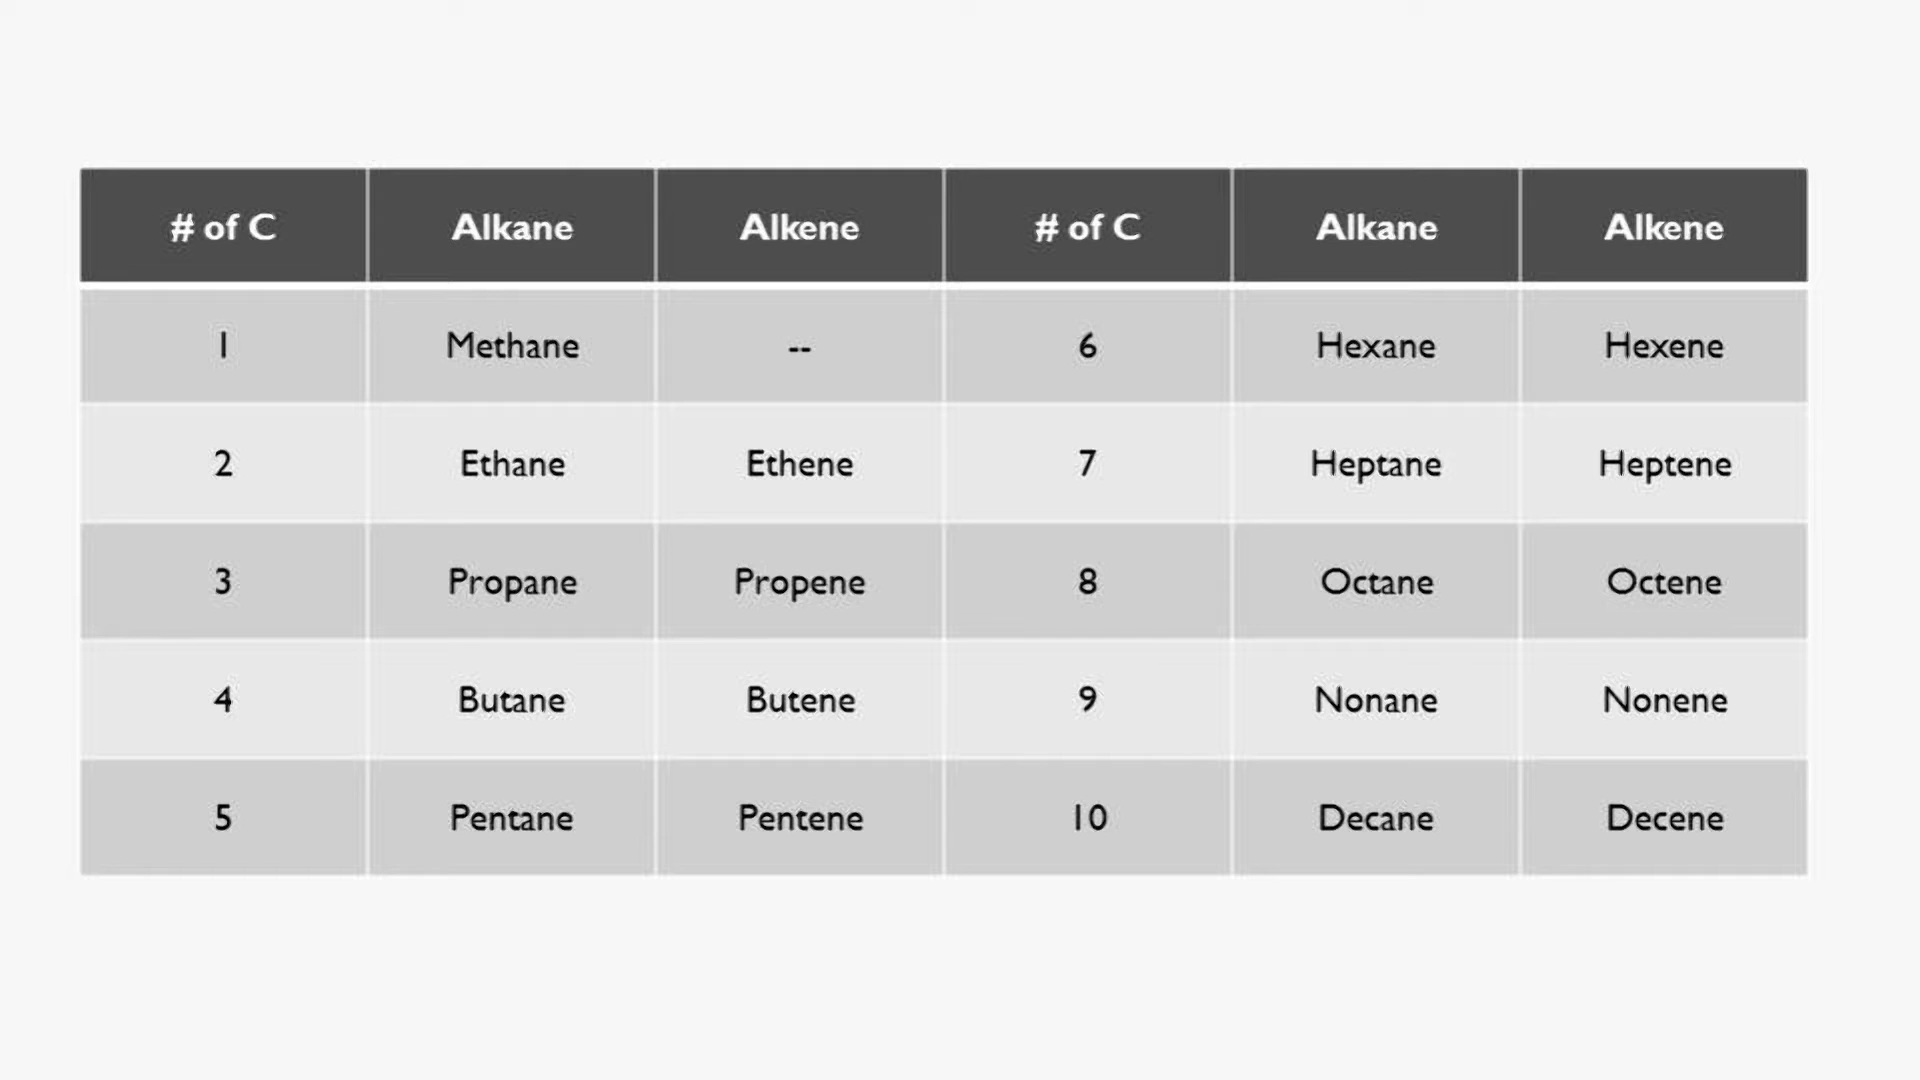 # of C Alkane Alkene # of C Alkane Alkene
1 Methane -- 6 Hexane Hexene
2 Ethane Ethene 7 Heptane Heptene
3 Propane Propene 8 Octane Octene
4 Butane Butene 9 Nonane Nonene
5 Pentane Pentene 10 Decane Decene